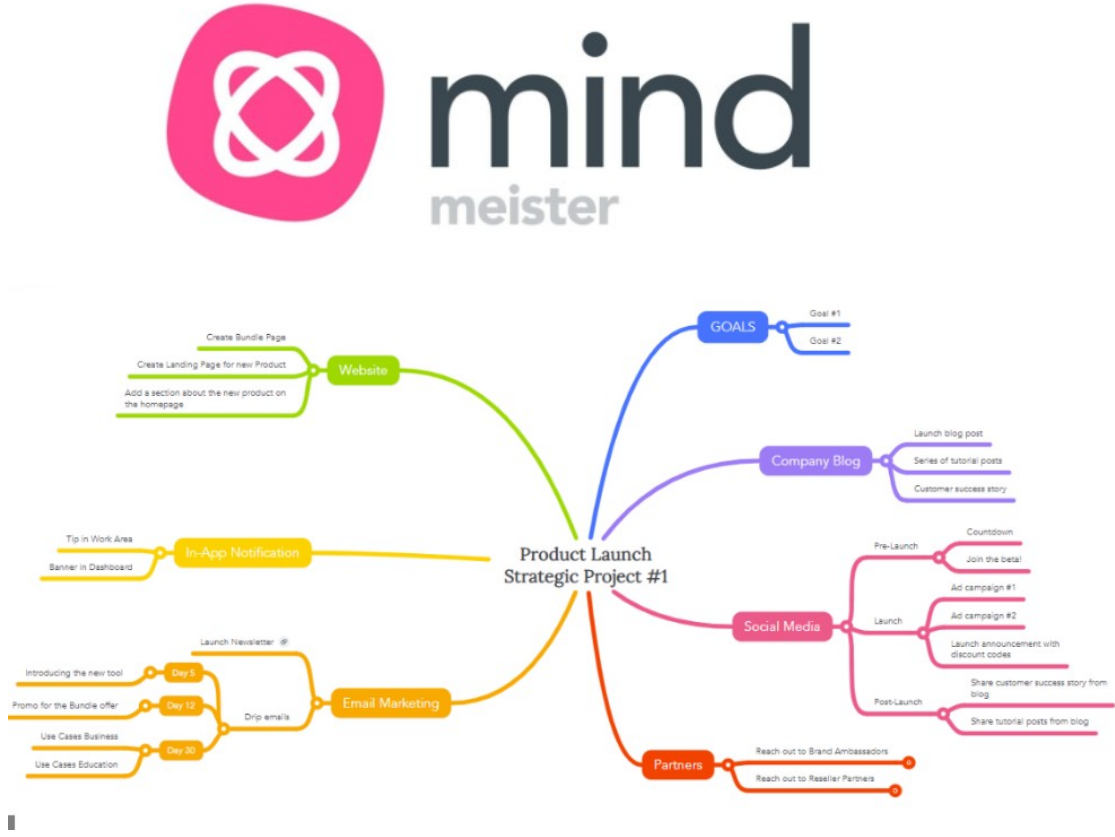 mind
meister
GOALS
Goal #1
Goal #2
Create Bundle Page
Create Landing Page for new Product
Add a section about the new product on
the homepage
Website
Company Blog
Launch blog post
Series of tutorial posts
Customer success story
Tip in Work Area
Banner in Dashboard
In-App Notification
Product Launch
Strategic Project #1
Social Media
Pre-Launch
Countdown
Join the beta!
Launch
Ad campaign #1
Ad campaign #2
Launch announcement with
discount codes
Post-Launch
Share customer success story from
blog
Share tutorial posts from blog
Email Marketing
Launch Newsletter
Drip emails
Day 5
Introducing the new tool
Day 12
Promo for the Bundle offer
Day 30
Use Cases Business
Use Cases Education
Partners
Reach out to Brand Ambassadors
Reach out to Reseller Partners